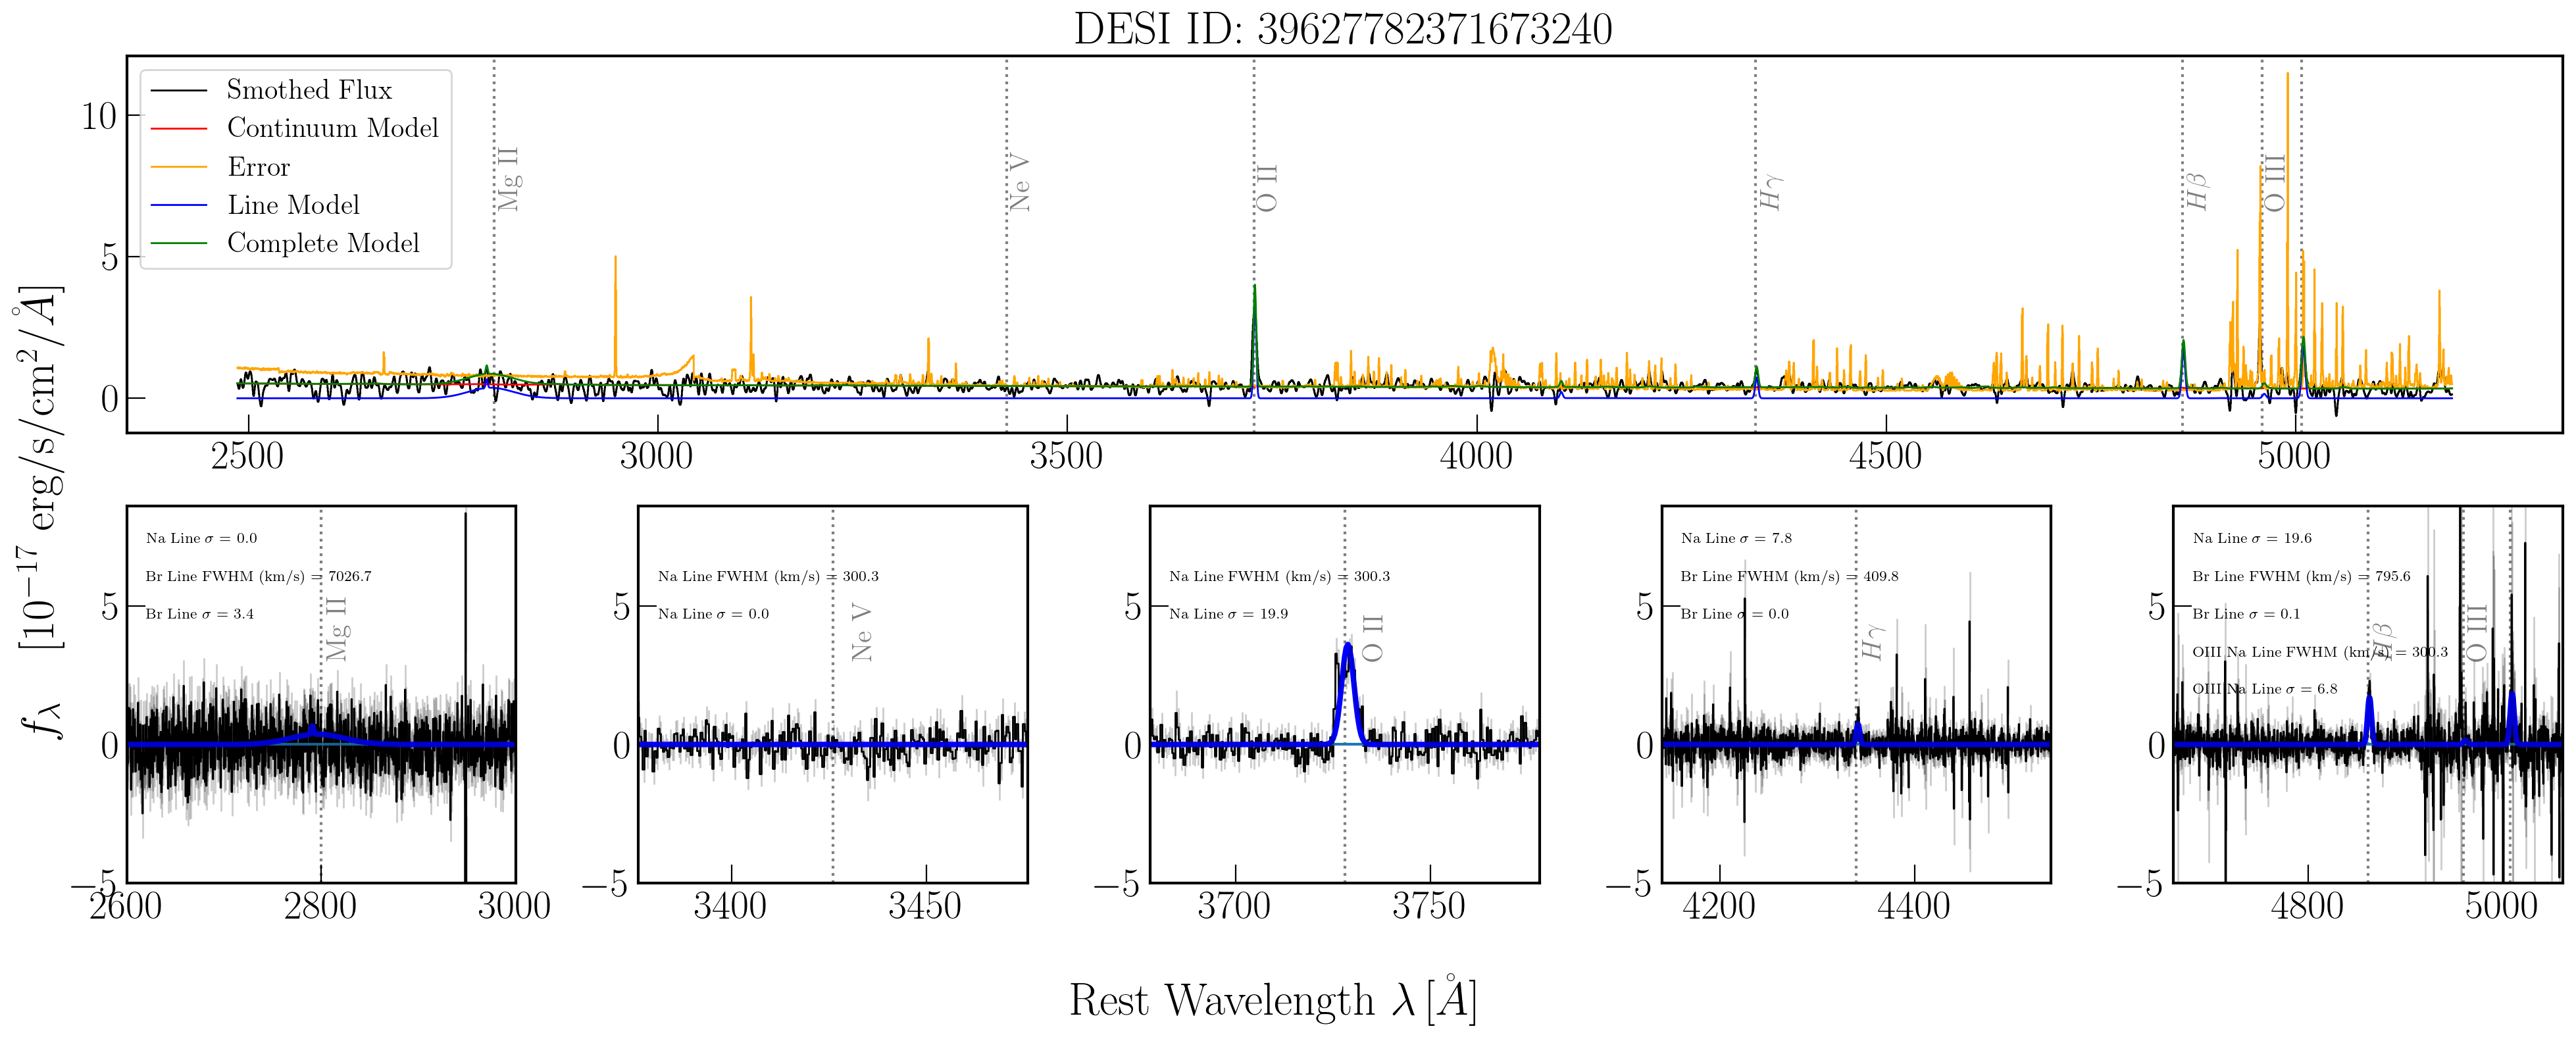 DESI ID: 39627782371673240
Smothed Flux
Continuum Model
Error
Line Model
Complete Model
Mg II
Ne V
O II
Hγ
Hβ
O III
10
5
0
2500 3000 3500 4000 4500 5000
f_λ [10⁻¹⁷ erg/s/cm²/Å]
Na Line σ = 0.0
Br Line FWHM (km/s) = 7026.7
Br Line σ = 3.4
Mg II
5
0
−5
2600 2800 3000
Na Line FWHM (km/s) = 300.3
Na Line σ = 0.0
Ne V
5
0
−5
3400 3450
Na Line FWHM (km/s) = 300.3
Na Line σ = 19.9
O II
5
0
−5
3700 3750
Na Line σ = 7.8
Br Line FWHM (km/s) = 409.8
Br Line σ = 0.0
Hγ
5
0
−5
4200 4400
Na Line σ = 19.6
Br Line FWHM (km/s) = 795.6
Br Line σ = 0.1
OIII Na Line FWHM (km/s) = 300.3
OIII Na Line σ = 6.8
Hβ
O III
5
0
−5
4800 5000
Rest Wavelength λ [Å]